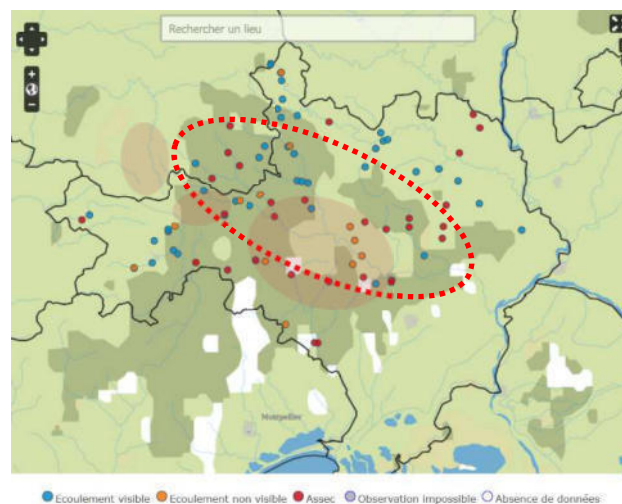 Rechercher un lieu
Montpellier
Ecoulement visible Ecoulement non visible Assec Observation impossible Absence de données